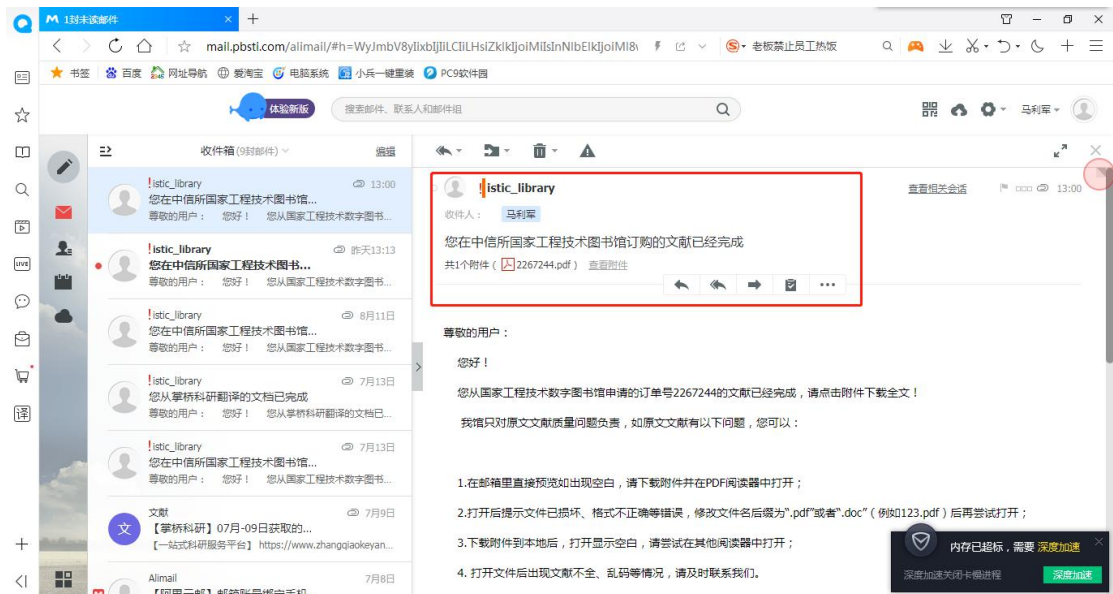 1封未读邮件
mail.pbsti.com/alimail/#h=WyJmbV8yIixbIjIiLCIiLHsiZkIkIjoiMiIsInNlbElkIjoiMl8i
老板禁止员工热饭
书签
百度
网址导航
爱淘宝
电脑系统
小兵一键重装
PC9软件园
体验新版
搜索邮件、联系人和邮件组
马利军
收件箱(9封邮件)
编辑
!istic_library 13:00
您在中信所国家工程技术图书馆...
尊敬的用户： 您好！ 您从国家工程技术数字图书...
!istic_library 昨天13:13
您在中信所国家工程技术图书...
尊敬的用户： 您好！ 您从国家工程技术数字图书...
!istic_library 8月11日
您在中信所国家工程技术图书馆...
尊敬的用户： 您好！ 您从国家工程技术数字图书...
!istic_library 7月13日
您从掌桥科研翻译的文档已完成
尊敬的用户： 您好！ 您从掌桥科研翻译的文档已...
!istic_library 7月13日
您在中信所国家工程技术图书馆...
尊敬的用户： 您好！ 您从国家工程技术数字图书...
文
文献 7月9日
【掌桥科研】07月-09日获取的...
【一站式科研服务平台】 https://www.zhangqiaokeyan...
Alimail 7月8日
LIVE
译
!istic_library
查看相关会话
13:00
收件人： 马利军
您在中信所国家工程技术图书馆订购的文献已经完成
共1个附件 ( 2267244.pdf ) 查看附件
尊敬的用户：
您好！
您从国家工程技术数字图书馆申请的订单号2267244的文献已经完成，请点击附件下载全文！
我馆只对原文文献质量问题负责，如原文文献有以下问题，您可以：
1.在邮箱里直接预览如出现空白，请下载附件并在PDF阅读器中打开；
2.打开后提示文件已损坏、格式不正确等错误，修改文件名后缀为“.pdf”或者“.doc”（例如123.pdf）后再尝试打开；
3.下载附件到本地后，打开显示空白，请尝试在其他阅读器中打开；
4. 打开文件后出现文献不全、乱码等情况，请及时联系我们。
内存已超标，需要 深度加速
深度加速关闭卡慢进程
深度加速